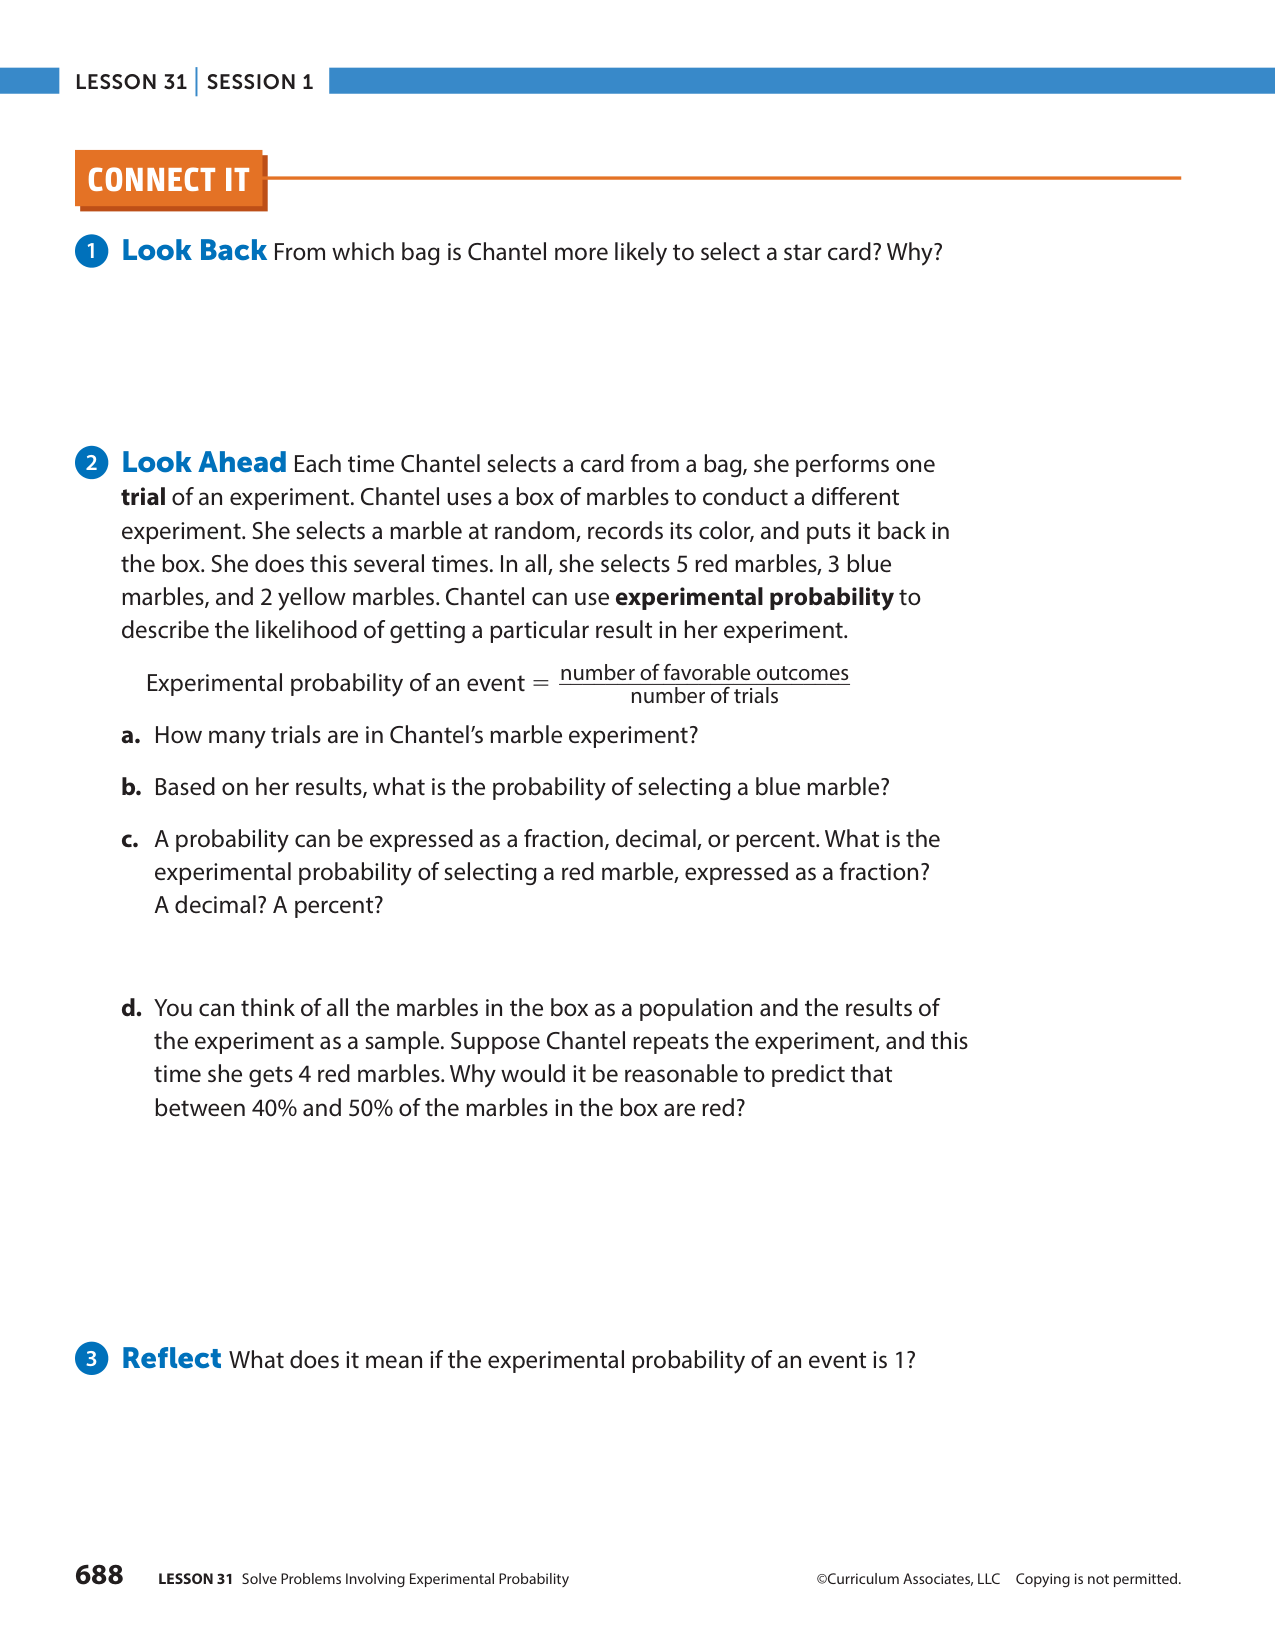 LESSON 31 | SESSION 1
CONNECT IT
1 Look Back From which bag is Chantel more likely to select a star card? Why?
2 Look Ahead Each time Chantel selects a card from a bag, she performs one
trial of an experiment. Chantel uses a box of marbles to conduct a different
experiment. She selects a marble at random, records its color, and puts it back in
the box. She does this several times. In all, she selects 5 red marbles, 3 blue
marbles, and 2 yellow marbles. Chantel can use experimental probability to
describe the likelihood of getting a particular result in her experiment.
Experimental probability of an event = number of favorable outcomes
number of trials
a. How many trials are in Chantel’s marble experiment?
b. Based on her results, what is the probability of selecting a blue marble?
c. A probability can be expressed as a fraction, decimal, or percent. What is the
experimental probability of selecting a red marble, expressed as a fraction?
A decimal? A percent?
d. You can think of all the marbles in the box as a population and the results of
the experiment as a sample. Suppose Chantel repeats the experiment, and this
time she gets 4 red marbles. Why would it be reasonable to predict that
between 40% and 50% of the marbles in the box are red?
3 Reflect What does it mean if the experimental probability of an event is 1?
688 LESSON 31 Solve Problems Involving Experimental Probability ©Curriculum Associates, LLC Copying is not permitted.